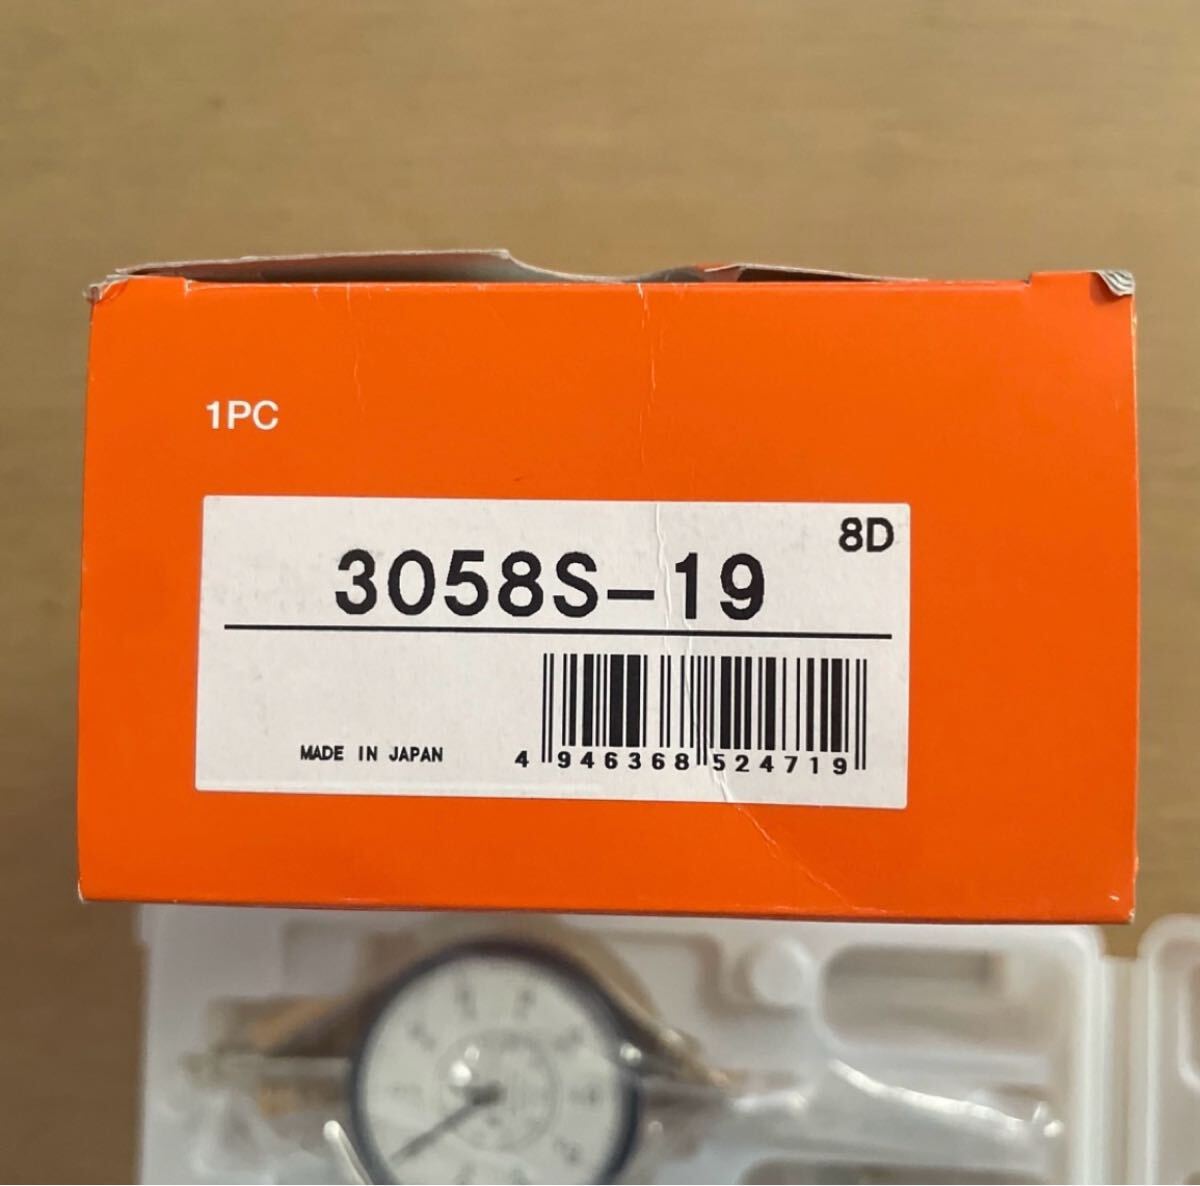 1PC
8D
3058S-19
MADE IN JAPAN
4 946368 524719